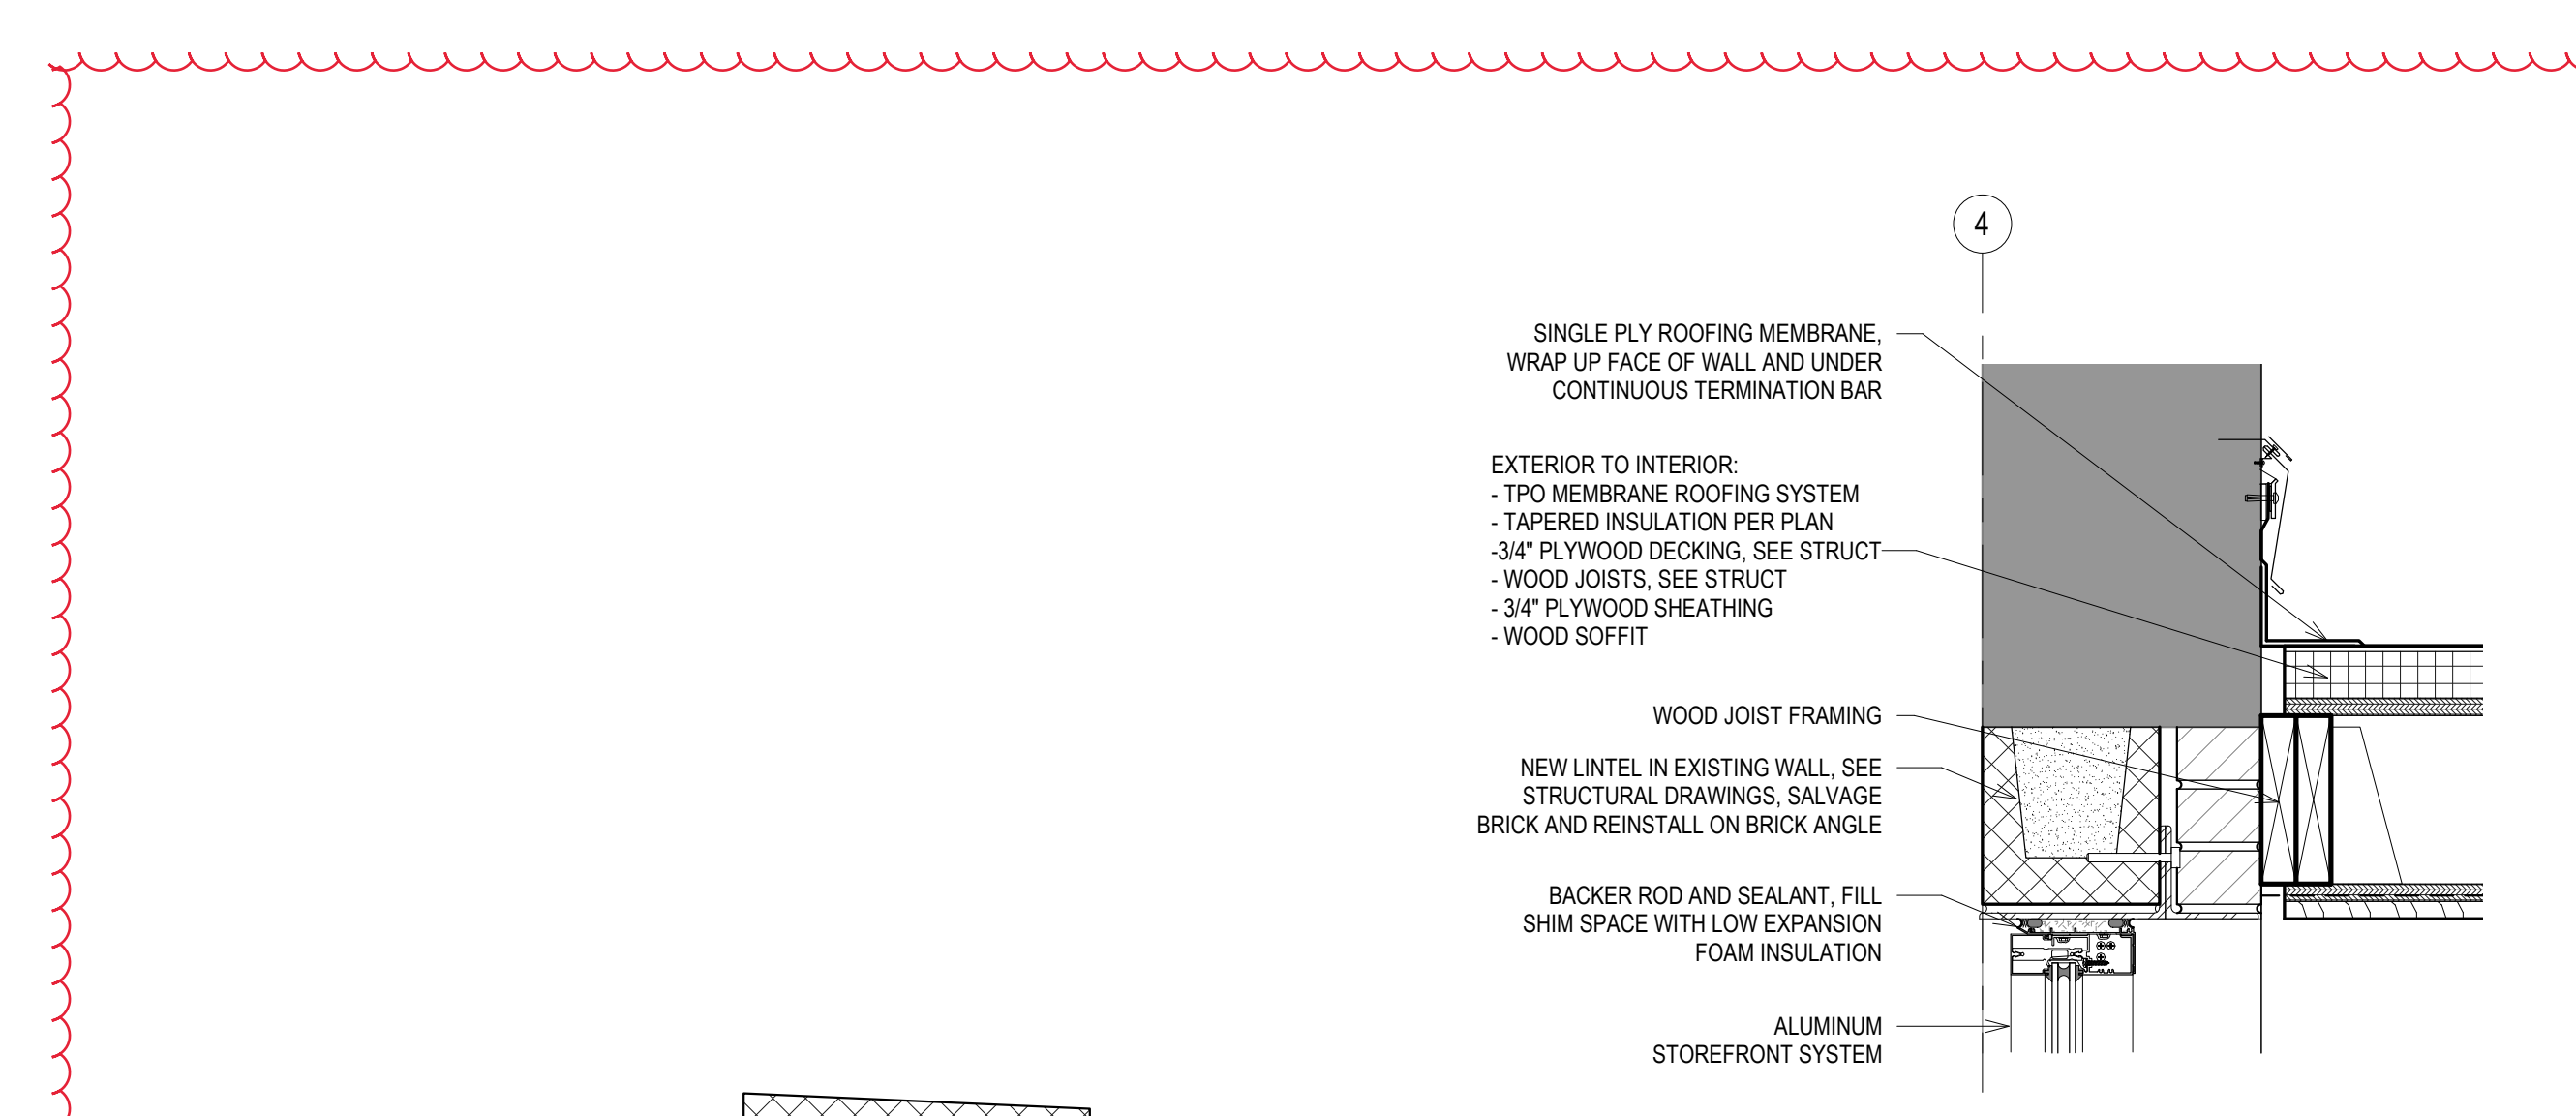 4
SINGLE PLY ROOFING MEMBRANE,
WRAP UP FACE OF WALL AND UNDER
CONTINUOUS TERMINATION BAR
EXTERIOR TO INTERIOR:
- TPO MEMBRANE ROOFING SYSTEM
- TAPERED INSULATION PER PLAN
-3/4" PLYWOOD DECKING, SEE STRUCT
- WOOD JOISTS, SEE STRUCT
- 3/4" PLYWOOD SHEATHING
- WOOD SOFFIT
WOOD JOIST FRAMING
NEW LINTEL IN EXISTING WALL, SEE
STRUCTURAL DRAWINGS, SALVAGE
BRICK AND REINSTALL ON BRICK ANGLE
BACKER ROD AND SEALANT, FILL
SHIM SPACE WITH LOW EXPANSION
FOAM INSULATION
ALUMINUM
STOREFRONT SYSTEM